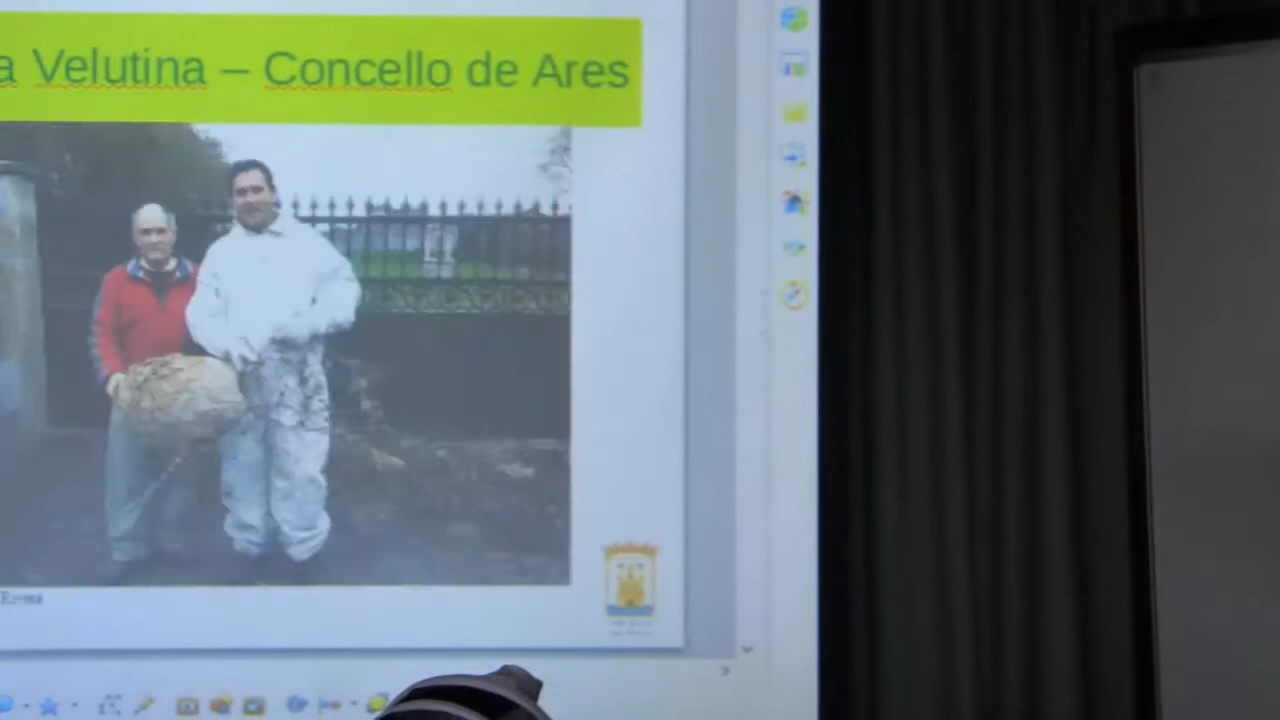 a Velutina – Concello de Ares